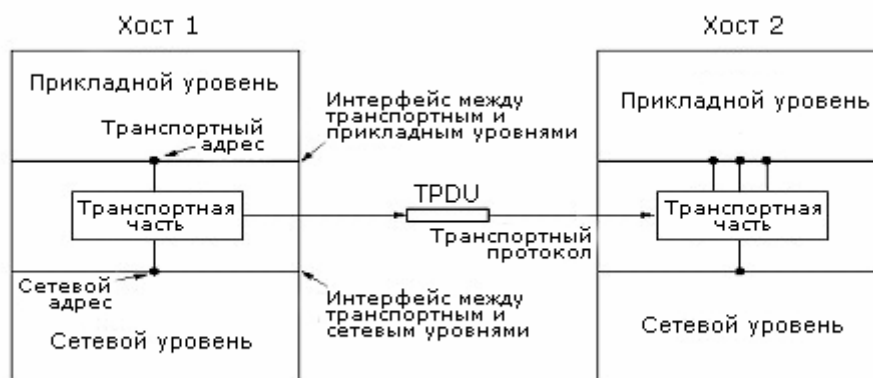 Хост 1
Хост 2
Прикладной уровень
Транспортный
адрес
Интерфейс между
транспортным и
прикладным уровнями
Прикладной уровень
Транспортная
часть
TPDU
Транспортный
протокол
Транспортная
часть
Сетевой
адрес
Интерфейс между
транспортным и
сетевым уровнями
Сетевой уровень
Сетевой уровень